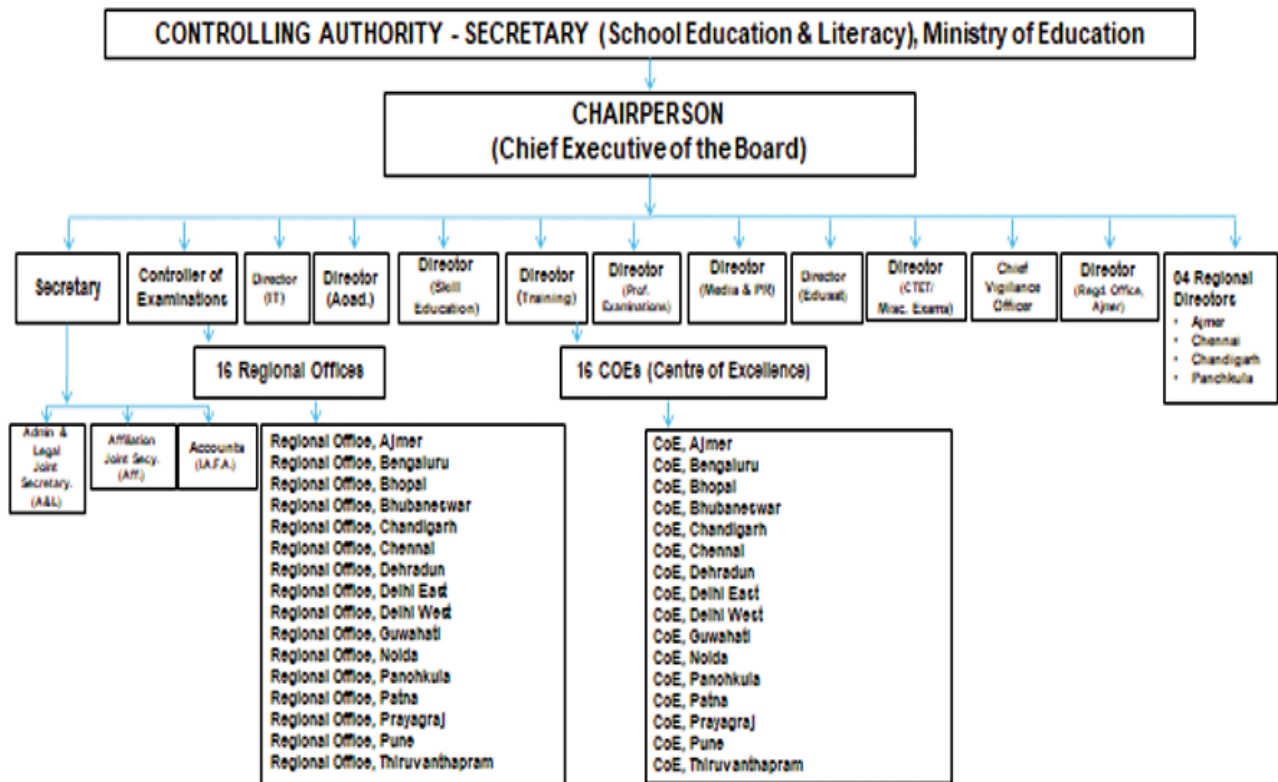 CONTROLLING AUTHORITY - SECRETARY (School Education & Literacy), Ministry of Education
CHAIRPERSON
(Chief Executive of the Board)
Secretary
Controller of
Examinations
Director
(IT)
Director
(Aoad.)
Director
(Skill
Education)
Director
(Training)
Director
(Prof.
Examinations)
Director
(Media & PR)
Director
(Edusat)
Director
(CTET/
Misc. Exams)
Chief
Vigilance
Officer
Director
(Regd. Office,
Ajmer)
04 Regional
Directors
• Ajmer
• Chennai
• Chandigarh
• Panchkula
16 Regional Offices
16 COEs (Centre of Excellence)
Admin &
Legal
Joint
Secretary.
(A&L)
Affiliation
Joint Secy.
(Aff.)
Accounts
(I.A.F.A.)
Regional Office, Ajmer
Regional Office, Bengaluru
Regional Office, Bhopal
Regional Office, Bhubaneswar
Regional Office, Chandigarh
Regional Office, Chennai
Regional Office, Dehradun
Regional Office, Delhi East
Regional Office, Delhi West
Regional Office, Guwahati
Regional Office, Noida
Regional Office, Panohkula
Regional Office, Patna
Regional Office, Prayagraj
Regional Office, Pune
Regional Office, Thiruvanthapram
CoE, Ajmer
CoE, Bengaluru
CoE, Bhopal
CoE, Bhubaneswar
CoE, Chandigarh
CoE, Chennai
CoE, Dehradun
CoE, Delhi East
CoE, Delhi West
CoE, Guwahati
CoE, Noida
CoE, Panohkula
CoE, Patna
CoE, Prayagraj
CoE, Pune
CoE, Thiruvanthapram